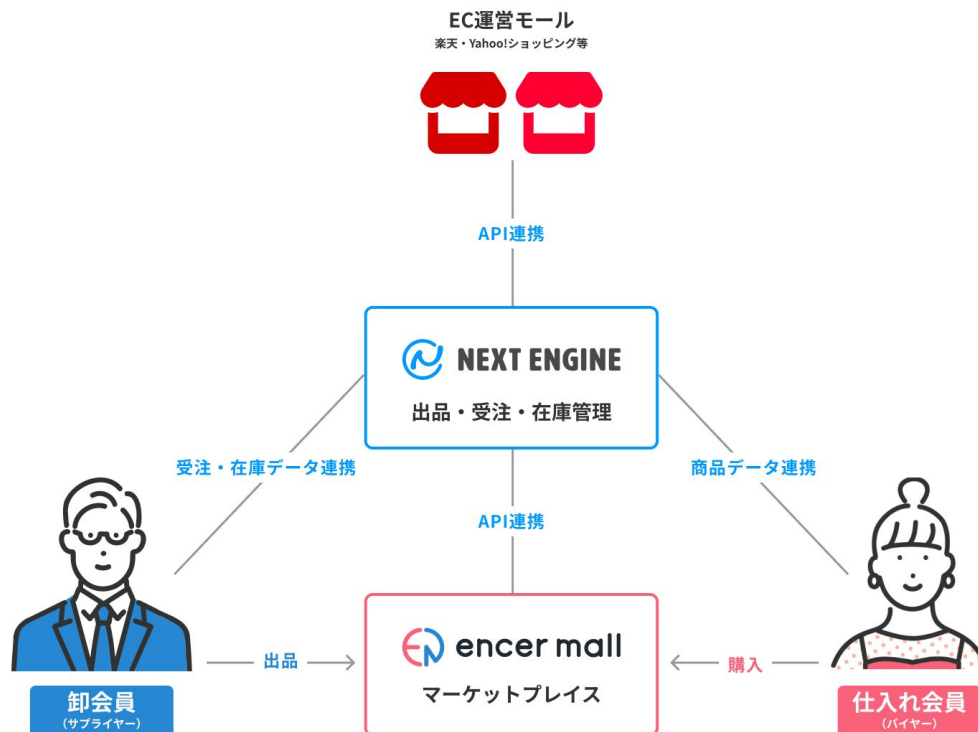 EC運営モール
楽天・Yahoo!ショッピング等
API連携
NEXT ENGINE
出品・受注・在庫管理
受注・在庫データ連携
商品データ連携
API連携
encer mall
マーケットプレイス
出品
購入
卸会員
(サプライヤー)
仕入れ会員
(バイヤー)